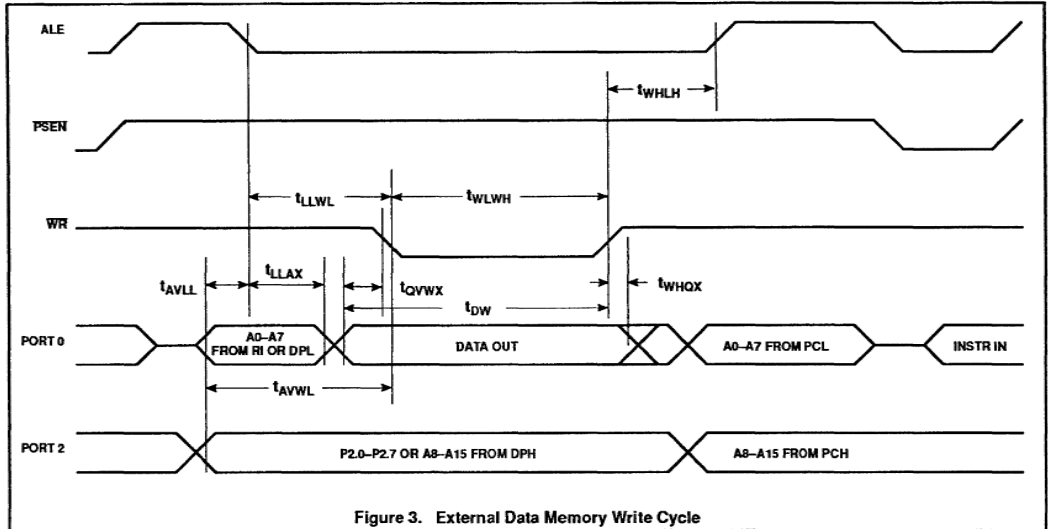 ALE
tWHLH
PSEN
tLLWL
tWLWH
WR
tAVLL
tLLAX
tQVWX
tWHQX
tDW
PORT 0
A0–A7
FROM RI OR DPL
DATA OUT
A0–A7 FROM PCL
INSTR IN
tAVWL
PORT 2
P2.0–P2.7 OR A8–A15 FROM DPH
A8–A15 FROM PCH
Figure 3. External Data Memory Write Cycle